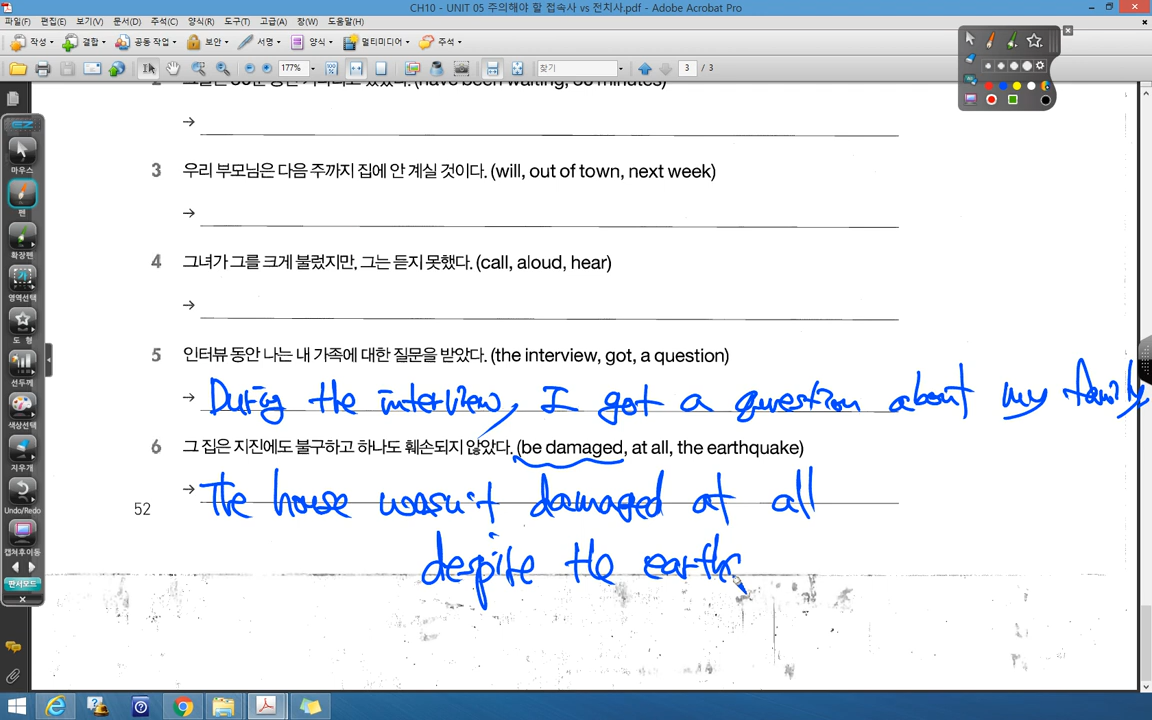 CH10 - UNIT 05 주의해야 할 접속사 vs 전치사.pdf - Adobe Acrobat Pro
파일(F) 편집(E) 보기(V) 문서(D) 주석(C) 양식(R) 도구(T) 고급(A) 창(W) 도움말(H)
작성 결합 공동 작업 보안 서명 양식 멀티미디어 주석
177% 찾기 3 / 3
→
3 우리 부모님은 다음 주까지 집에 안 계실 것이다. (will, out of town, next week)
→
4 그녀가 그를 크게 불렀지만, 그는 듣지 못했다. (call, aloud, hear)
→
5 인터뷰 동안 나는 내 가족에 대한 질문을 받았다. (the interview, got, a question)
→ During the interview, I got a question about my family
6 그 집은 지진에도 불구하고 하나도 훼손되지 않았다. (be damaged, at all, the earthquake)
→ The house wasn't damaged at all
52
despite the earthq
EZ
마우스
펜
확장펜
영역선택
도 형
선두께
색상선택
지우개
Undo/Redo
캡쳐후이동
판서모드